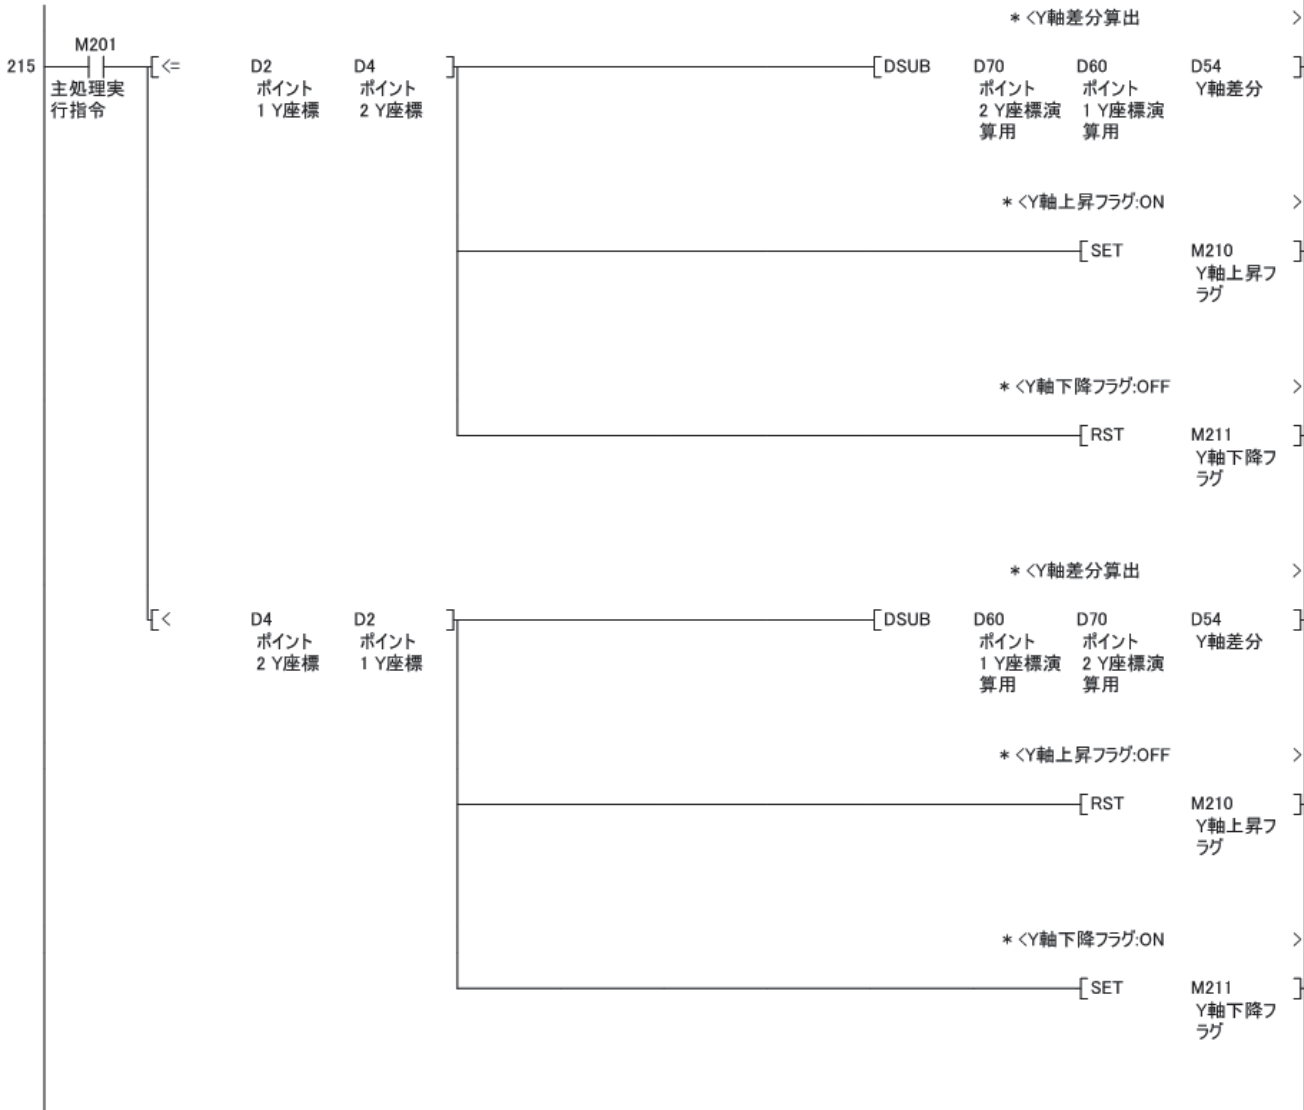 * <Y軸差分算出 >
M201
215 [<= D2 D4 ] [DSUB D70 D60 D54 ]
主処理実 ポイント ポイント ポイント ポイント Y軸差分
行指令 1 Y座標 2 Y座標 2 Y座標演 1 Y座標演
算用 算用
* <Y軸上昇フラグ:ON >
[SET M210 ]
Y軸上昇フ
ラグ
* <Y軸下降フラグ:OFF >
[RST M211 ]
Y軸下降フ
ラグ
* <Y軸差分算出 >
[< D4 D2 ] [DSUB D60 D70 D54 ]
ポイント ポイント ポイント ポイント Y軸差分
2 Y座標 1 Y座標 1 Y座標演 2 Y座標演
算用 算用
* <Y軸上昇フラグ:OFF >
[RST M210 ]
Y軸上昇フ
ラグ
* <Y軸下降フラグ:ON >
[SET M211 ]
Y軸下降フ
ラグ